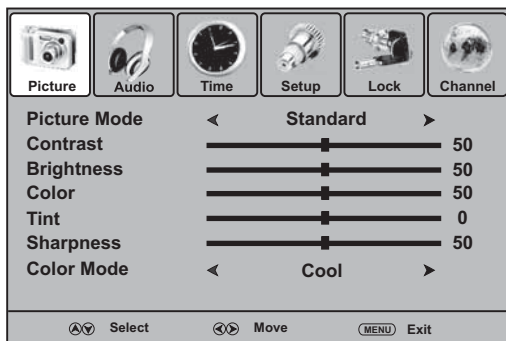 Picture Audio Time Setup Lock Channel
Picture Mode Standard
Contrast 50
Brightness 50
Color 50
Tint 0
Sharpness 50
Color Mode Cool
Select Move MENU Exit